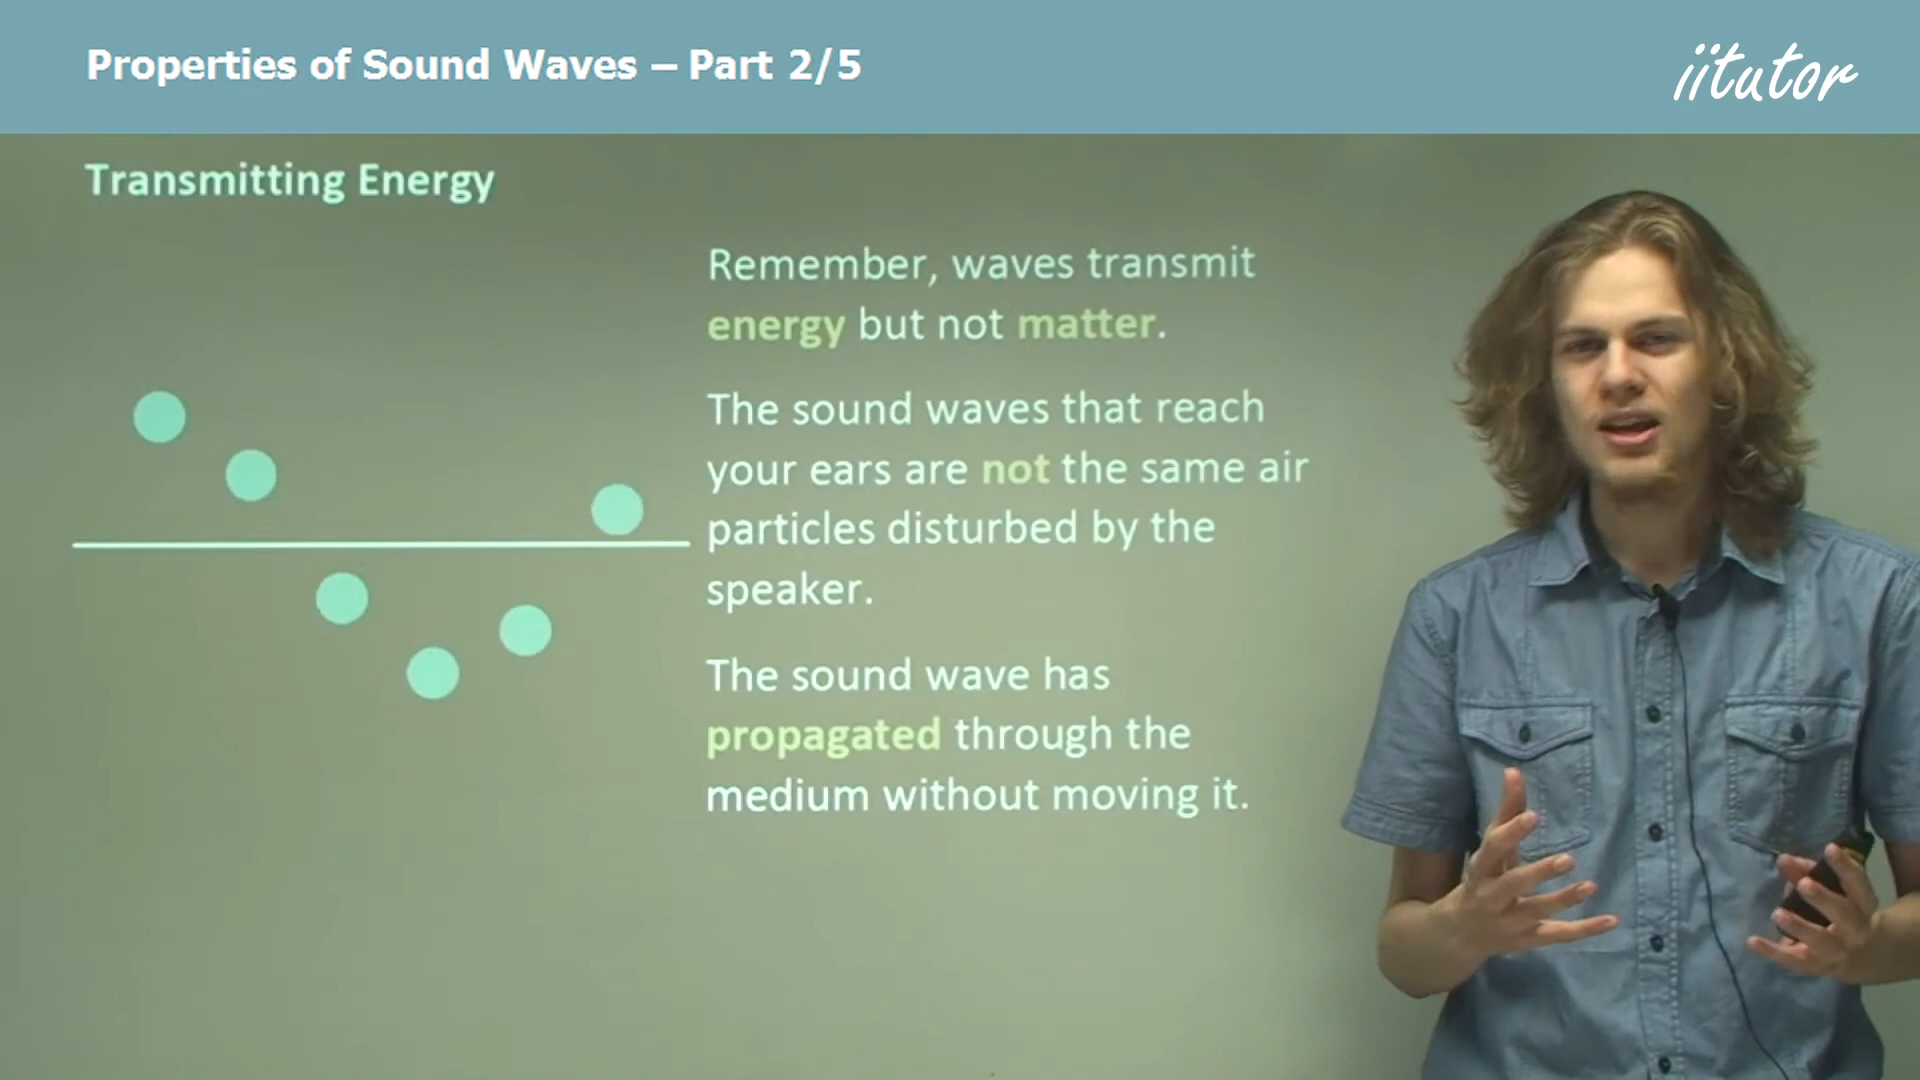 Properties of Sound Waves – Part 2/5
iitutor
Transmitting Energy
Remember, waves transmit
energy but not matter.
The sound waves that reach
your ears are not the same air
particles disturbed by the
speaker.
The sound wave has
propagated through the
medium without moving it.